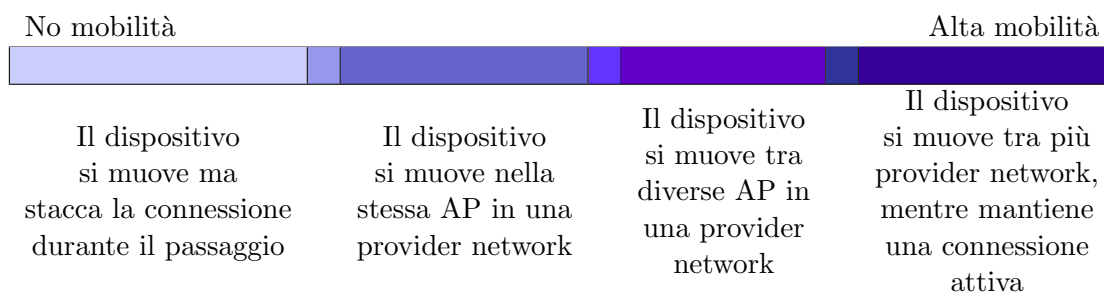 No mobilità
Alta mobilità
Il dispositivo
si muove ma
stacca la connessione
durante il passaggio
Il dispositivo
si muove nella
stessa AP in una
provider network
Il dispositivo
si muove tra
diverse AP in
una provider
network
Il dispositivo
si muove tra più
provider network,
mentre mantiene
una connessione
attiva